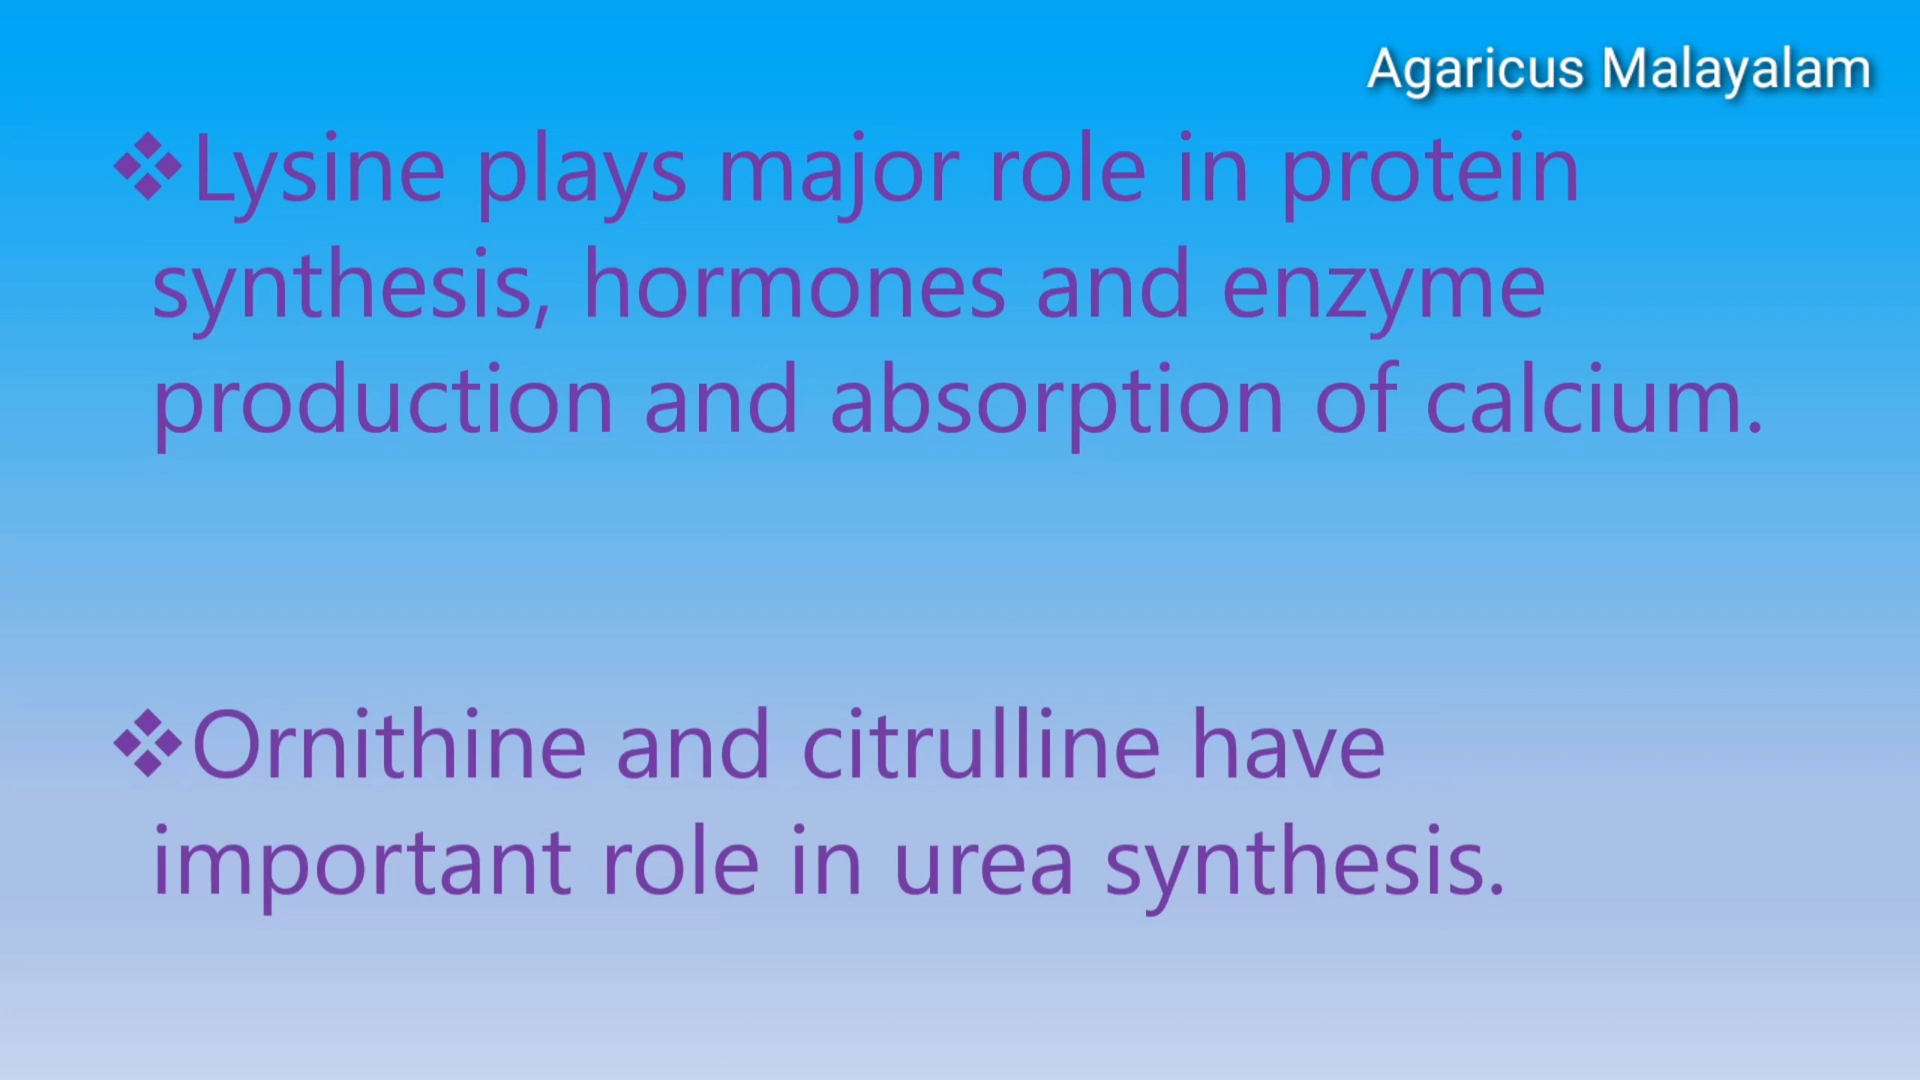 Agaricus Malayalam
❖Lysine plays major role in protein
synthesis, hormones and enzyme
production and absorption of calcium.
❖Ornithine and citrulline have
important role in urea synthesis.